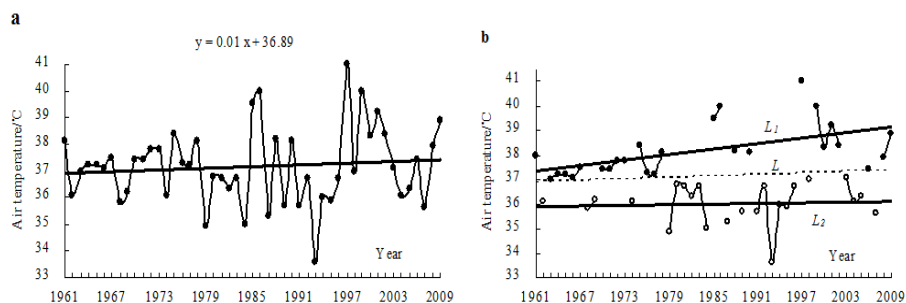 a
y = 0.01 x + 36.89
Air temperature/℃
41
40
39
38
37
36
35
34
33
Year
1961 1967 1973 1979 1985 1991 1997 2003 2009
b
Air temperature/℃
41
40
39
38
37
36
35
34
33
L1
L
L2
Year
1961 1967 1973 1979 1985 1991 1997 2003 2009